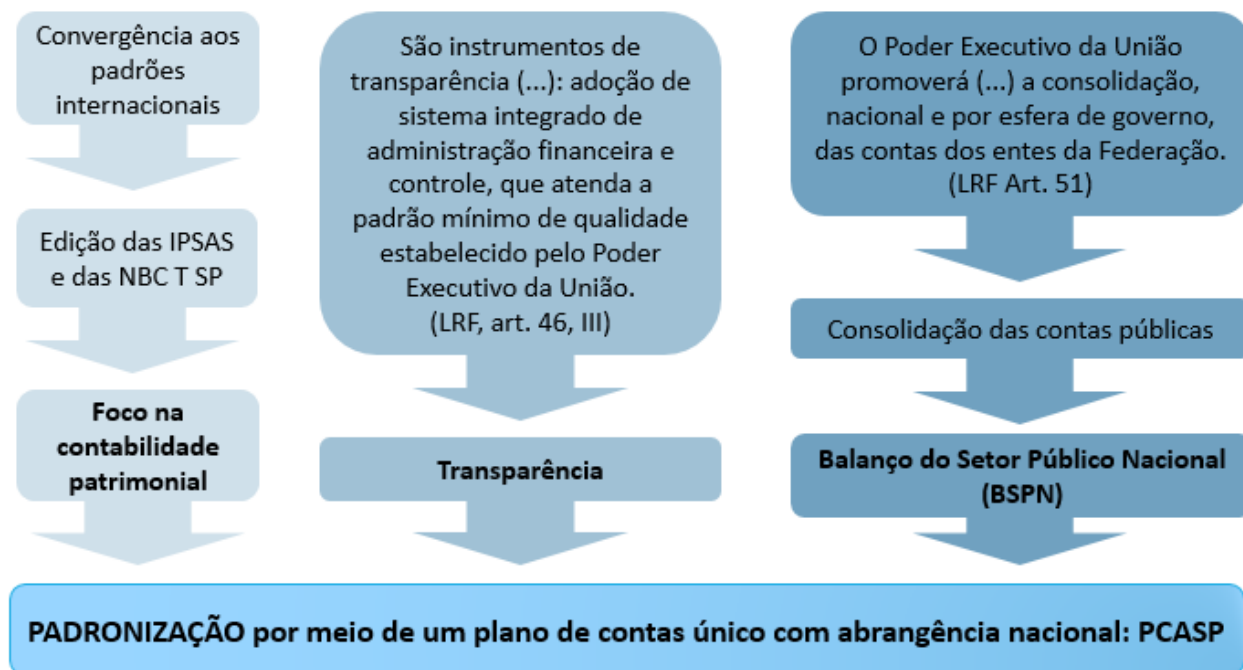 Convergência aos
padrões
internacionais
Edição das IPSAS
e das NBC T SP
Foco na
contabilidade
patrimonial
São instrumentos de
transparência (...): adoção de
sistema integrado de
administração financeira e
controle, que atenda a
padrão mínimo de qualidade
estabelecido pelo Poder
Executivo da União.
(LRF, art. 46, III)
Transparência
O Poder Executivo da União
promoverá (...) a consolidação,
nacional e por esfera de governo,
das contas dos entes da Federação.
(LRF Art. 51)
Consolidação das contas públicas
Balanço do Setor Público Nacional
(BSPN)
PADRONIZAÇÃO por meio de um plano de contas único com abrangência nacional: PCASP